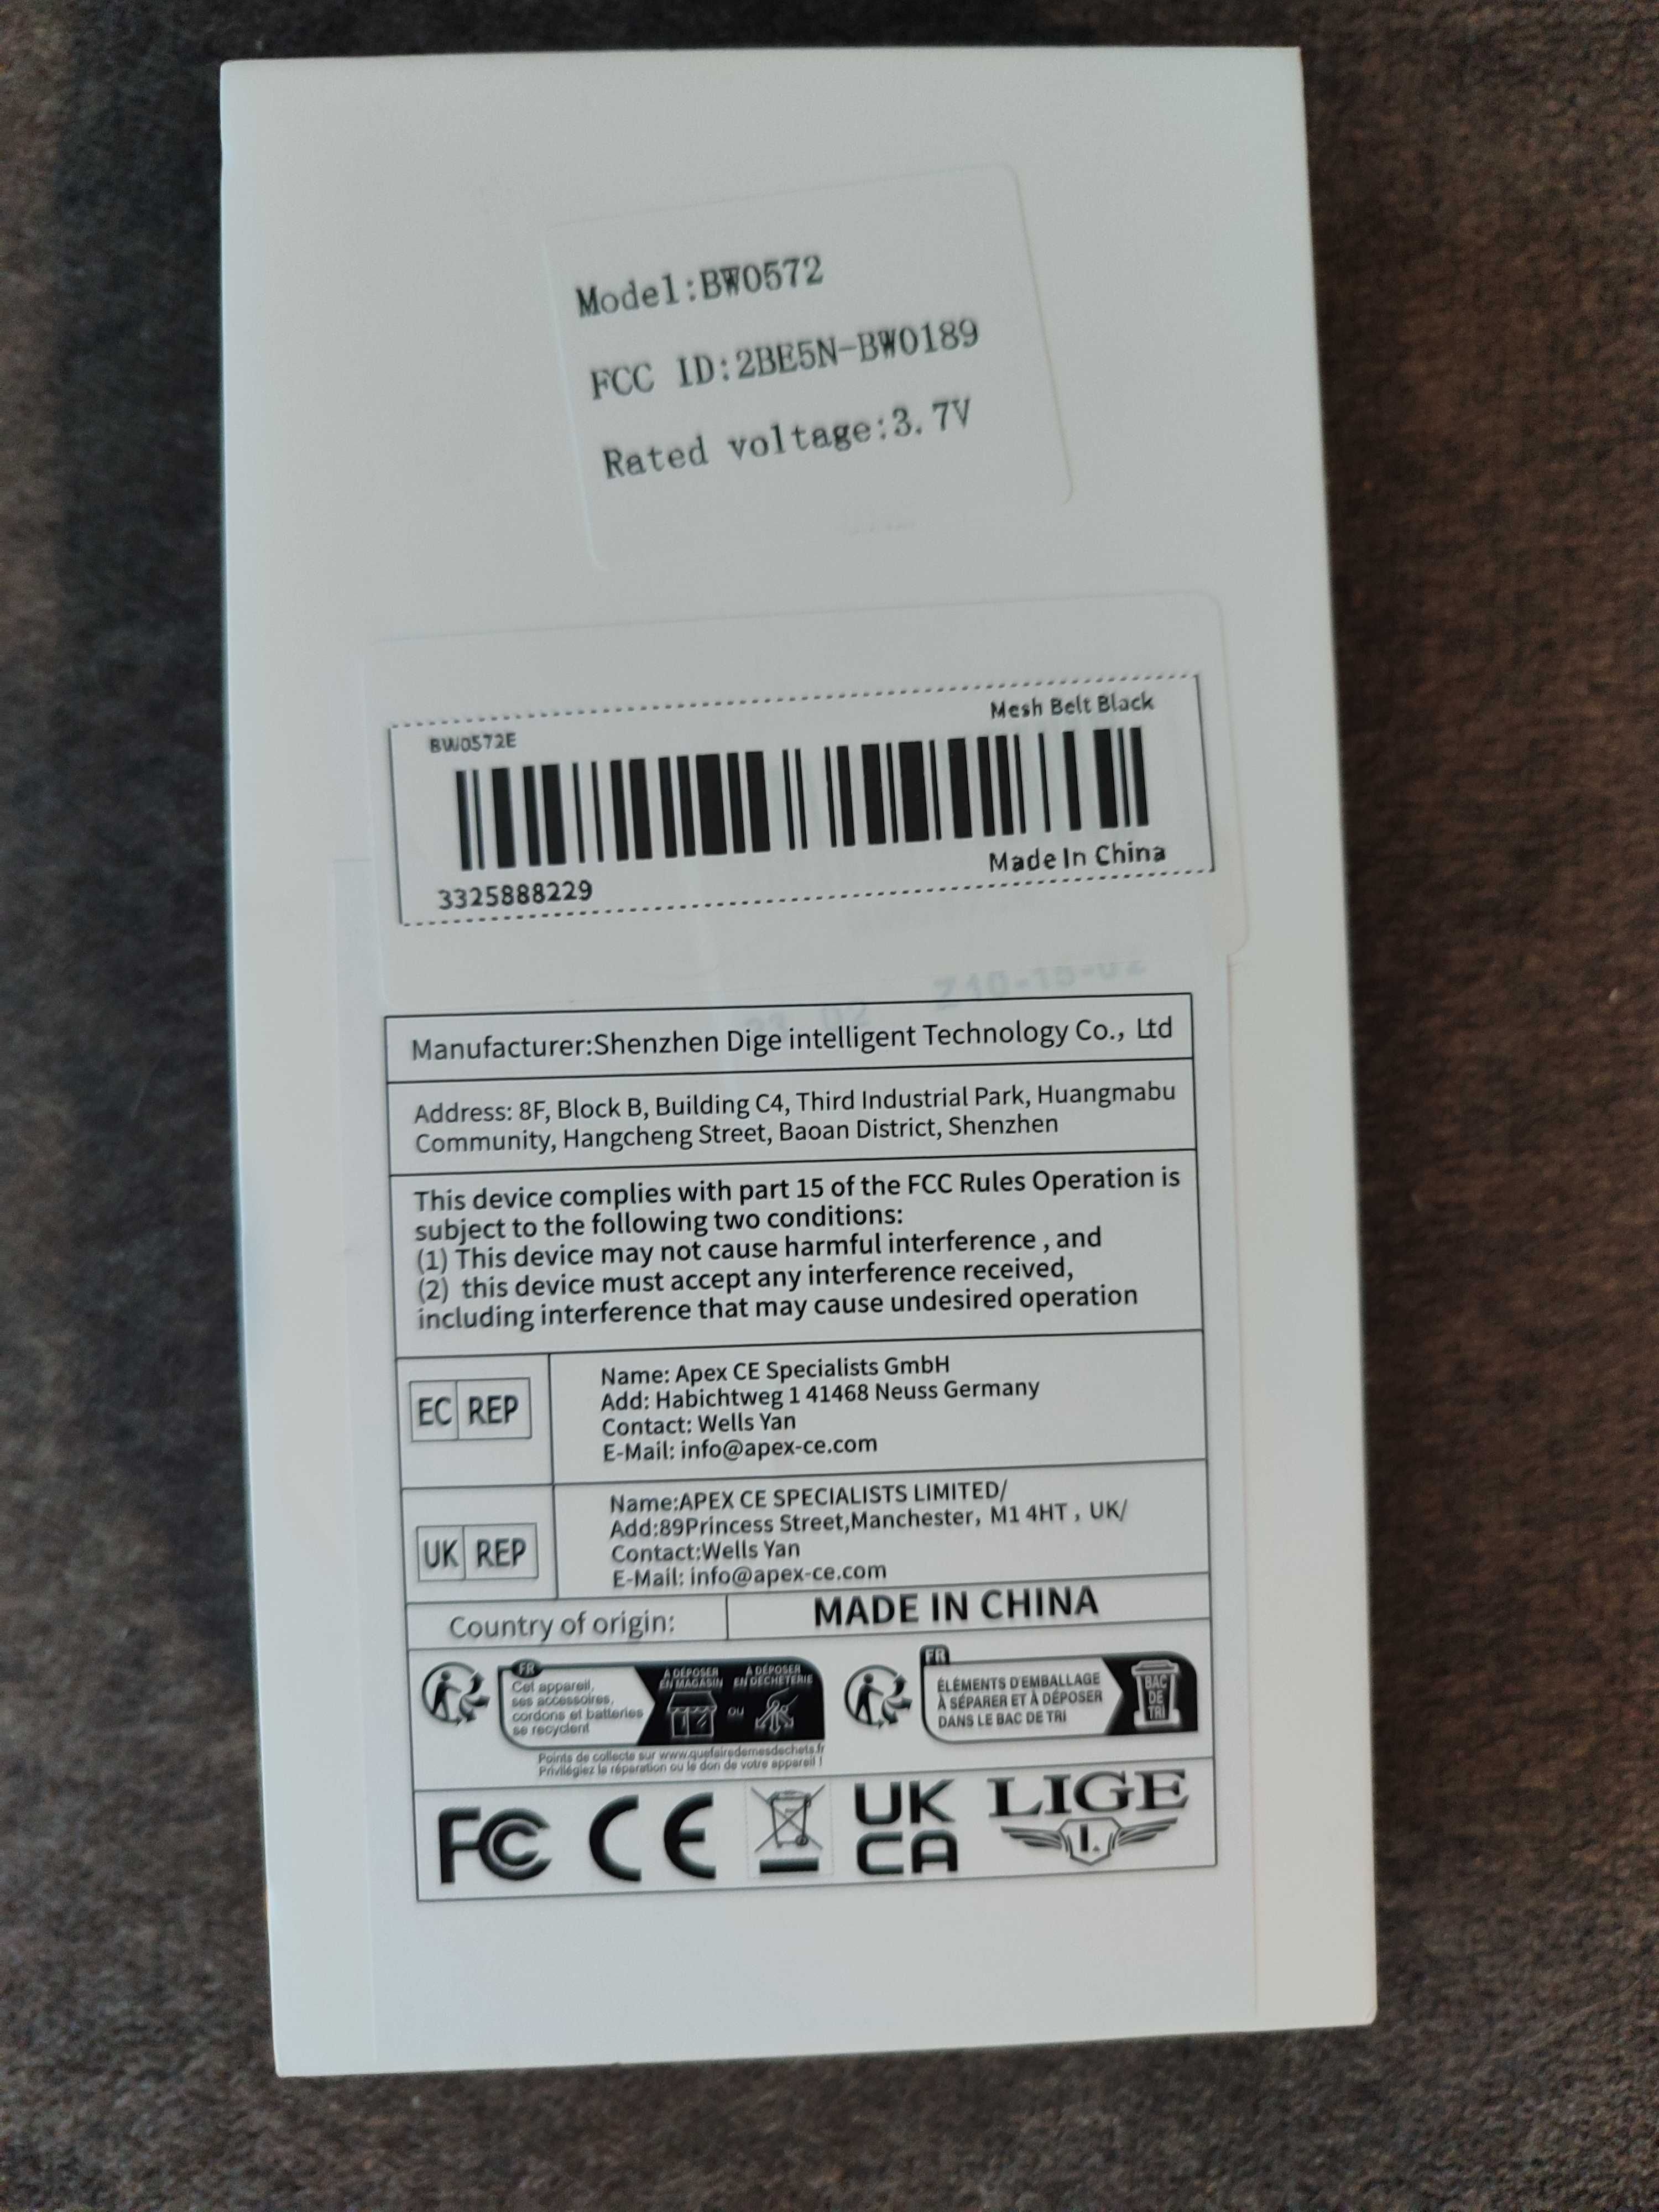 Model:BW0572
FCC ID:2BE5N-BW0189
Rated voltage:3.7V
BW0572E
Mesh Belt Black
3325888229
Made In China
Manufacturer:Shenzhen Dige intelligent Technology Co., Ltd
Address: 8F, Block B, Building C4, Third Industrial Park, Huangmabu
Community, Hangcheng Street, Baoan District, Shenzhen
This device complies with part 15 of the FCC Rules Operation is
subject to the following two conditions:
(1) This device may not cause harmful interference , and
(2) this device must accept any interference received,
including interference that may cause undesired operation
EC REP
Name: Apex CE Specialists GmbH
Add: Habichtweg 1 41468 Neuss Germany
Contact: Wells Yan
E-Mail: info@apex-ce.com
UK REP
Name:APEX CE SPECIALISTS LIMITED/
Add:89Princess Street,Manchester, M1 4HT , UK/
Contact:Wells Yan
E-Mail: info@apex-ce.com
Country of origin:
MADE IN CHINA
FR
Cet appareil,
ses accessoires,
cordons et batteries
se recyclent
À DÉPOSER
EN MAGASIN
OU
À DÉPOSER
EN DÉCHÈTERIE
Points de collecte sur www.quefairedemesdechets.fr
Privilégiez la réparation ou le don de votre appareil !
FR
ÉLÉMENTS D'EMBALLAGE
À SÉPARER ET À DÉPOSER
DANS LE BAC DE TRI
BAC
DE
TRI
FC CE
UK
CA
LIGE
L.